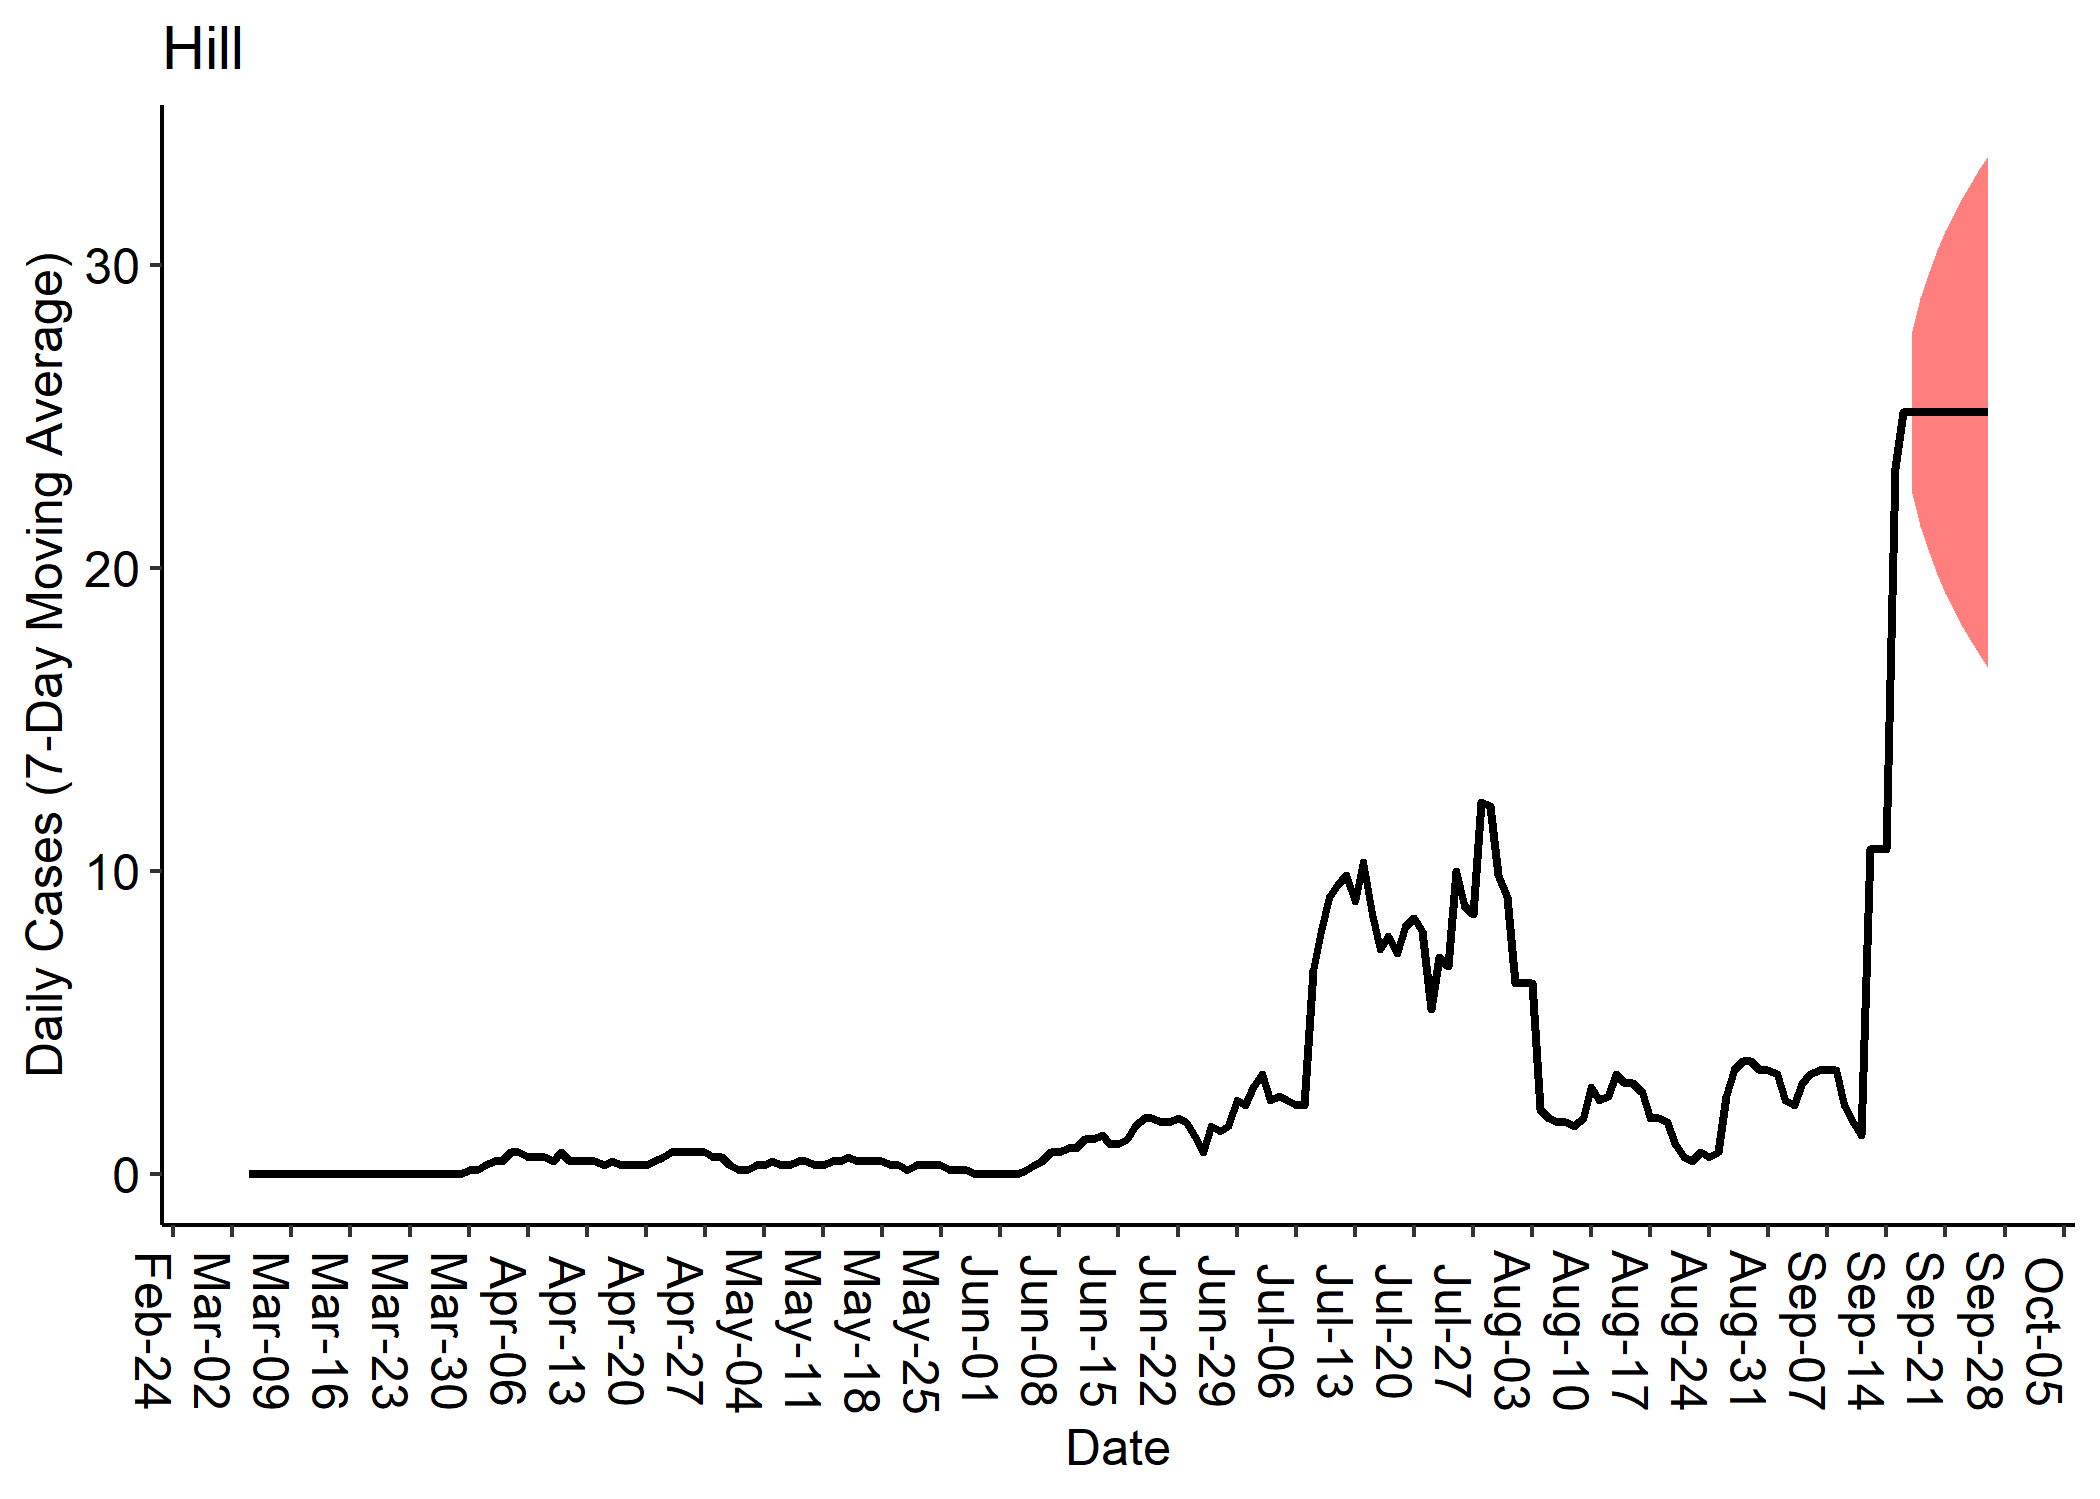 Hill
Daily Cases (7-Day Moving Average)
30
20
10
0
Feb-24
Mar-02
Mar-09
Mar-16
Mar-23
Mar-30
Apr-06
Apr-13
Apr-20
Apr-27
May-04
May-11
May-18
May-25
Jun-01
Jun-08
Jun-15
Jun-22
Jun-29
Jul-06
Jul-13
Jul-20
Jul-27
Aug-03
Aug-10
Aug-17
Aug-24
Aug-31
Sep-07
Sep-14
Sep-21
Sep-28
Oct-05
Date